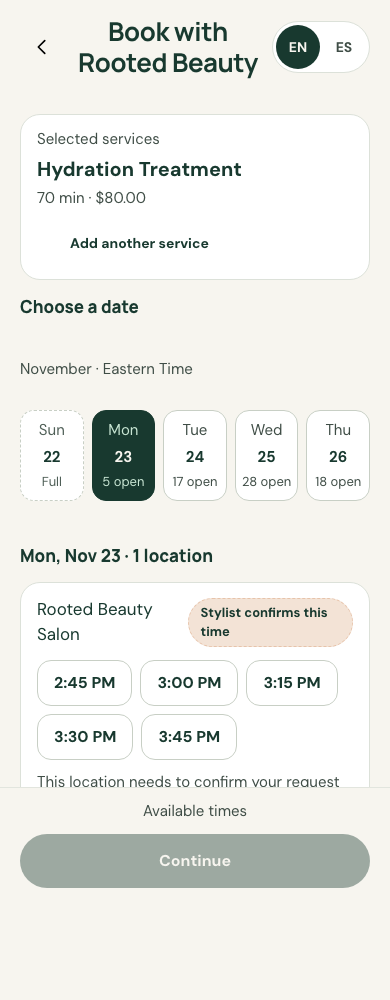 Book with
Rooted Beauty
EN
ES
Selected services
Hydration Treatment
70 min · $80.00
Add another service
Choose a date
November · Eastern Time
Sun
22
Full
Mon
23
5 open
Tue
24
17 open
Wed
25
28 open
Thu
26
18 open
Mon, Nov 23 · 1 location
Rooted Beauty
Salon
Stylist confirms this
time
2:45 PM
3:00 PM
3:15 PM
3:30 PM
3:45 PM
This location needs to confirm your request
Available times
Continue